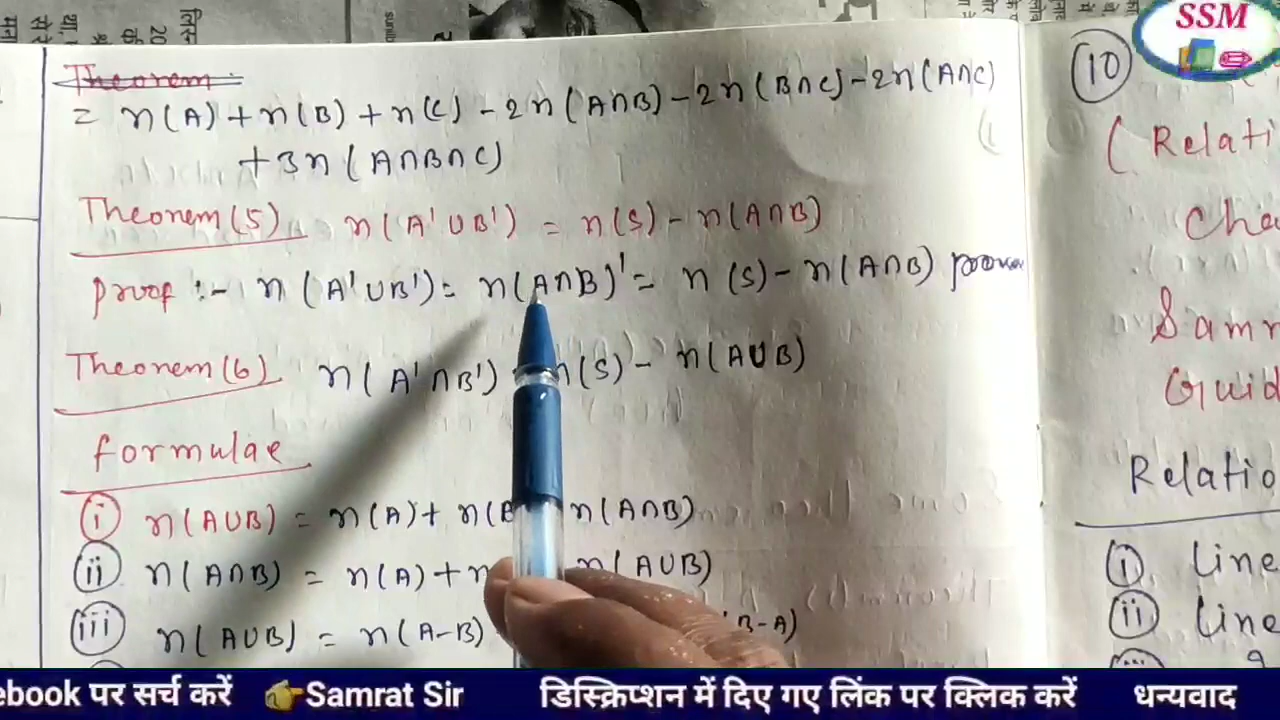 Theorem
= n(A) + n(B) + n(C) - 2n(A∩B) - 2n(B∩C) - 2n(A∩C)
+ 3n(A∩B∩C)
Theorem (5) n(A'∪B') = n(S) - n(A∩B)
proof :- n(A'∪B') = n(A∩B)' = n(S) - n(A∩B)
Theorem (6) n(A'∩B') n(S) - n(A∪B)
formulae
(i) n(A∪B) = n(A) + n(B n(A∩B)
(ii) n(A∩B) = n(A) + n n(A∪B)
(iii) n(A∪B) = n(A-B) B-A)
SSM
(10)
( Relati
Cha
Samr
Guid
Relatio
(i) line
(ii) line
ebook पर सर्च करें 👉Samrat Sir डिस्क्रिप्शन में दिए गए लिंक पर क्लिक करें धन्यवाद